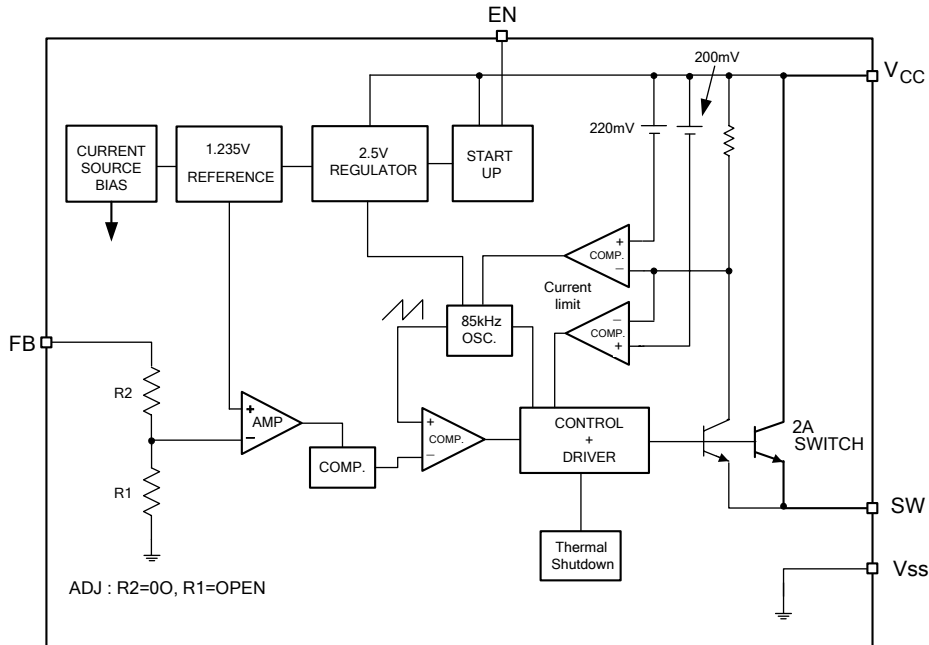 EN
200mV
VCC
220mV
CURRENT
SOURCE
BIAS
1.235V
REFERENCE
2.5V
REGULATOR
START
UP
+
COMP.
−
Current
limit
−
COMP.
+
85kHz
OSC.
FB
R2
+
AMP
−
COMP.
+
COMP.
−
CONTROL
+
DRIVER
2A
SWITCH
R1
SW
Thermal
Shutdown
Vss
ADJ : R2=0O, R1=OPEN